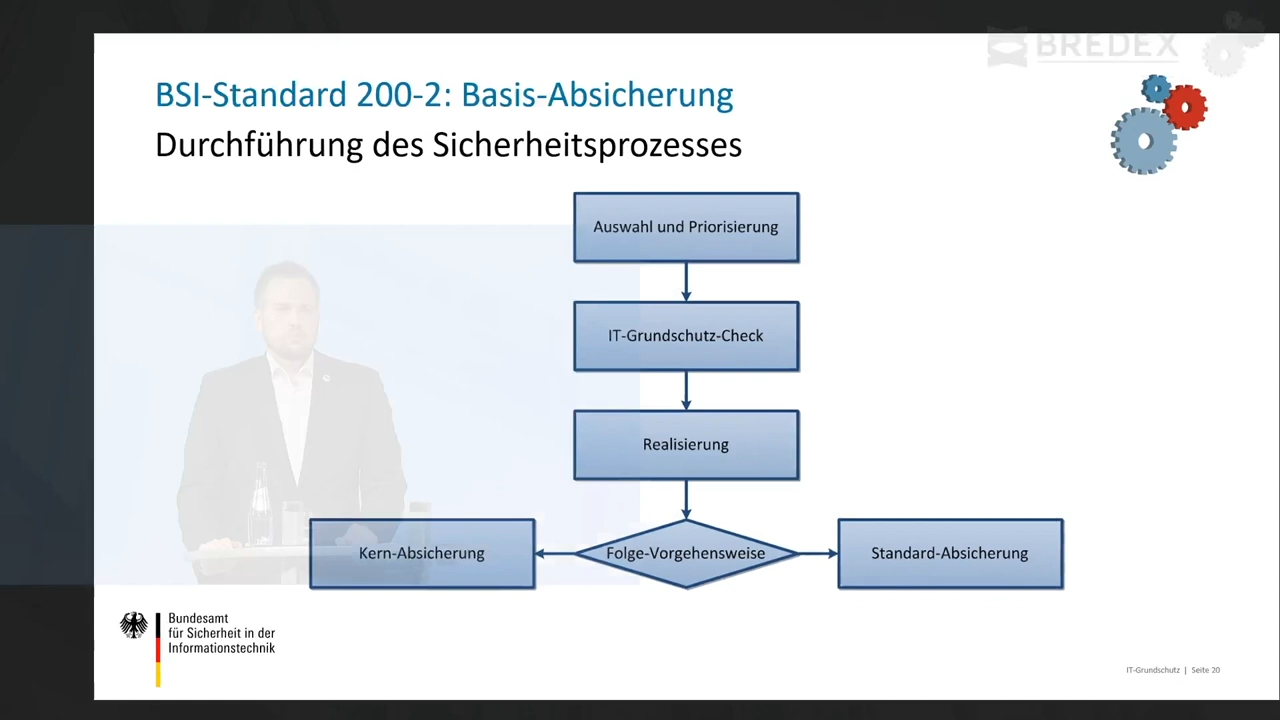 BREDEX
BSI-Standard 200-2: Basis-Absicherung
Durchführung des Sicherheitsprozesses
Auswahl und Priorisierung
IT-Grundschutz-Check
Realisierung
Kern-Absicherung
Folge-Vorgehensweise
Standard-Absicherung
Bundesamt
für Sicherheit in der
Informationstechnik
IT-Grundschutz | Seite 20